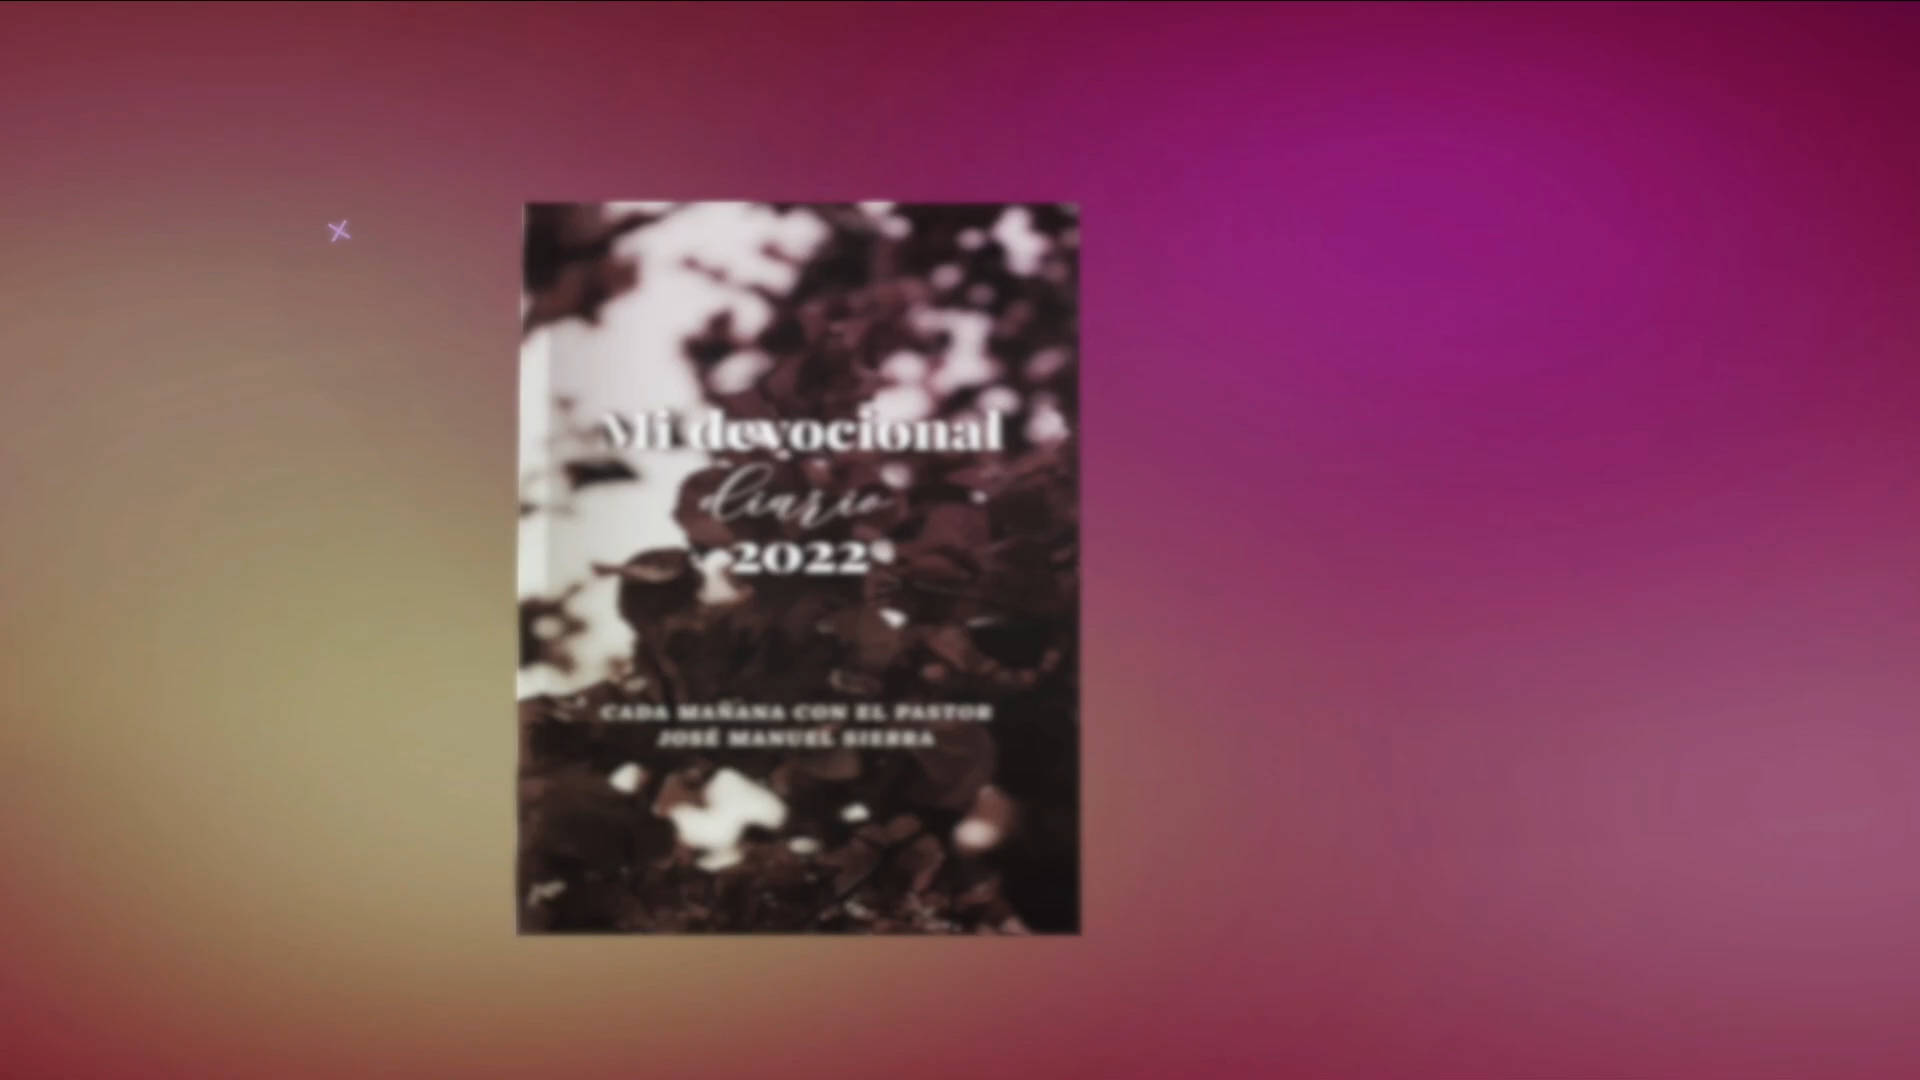 Mi devocional
diario
2022
CADA MAÑANA CON EL PASTOR
JOSÉ MANUEL SIERRA